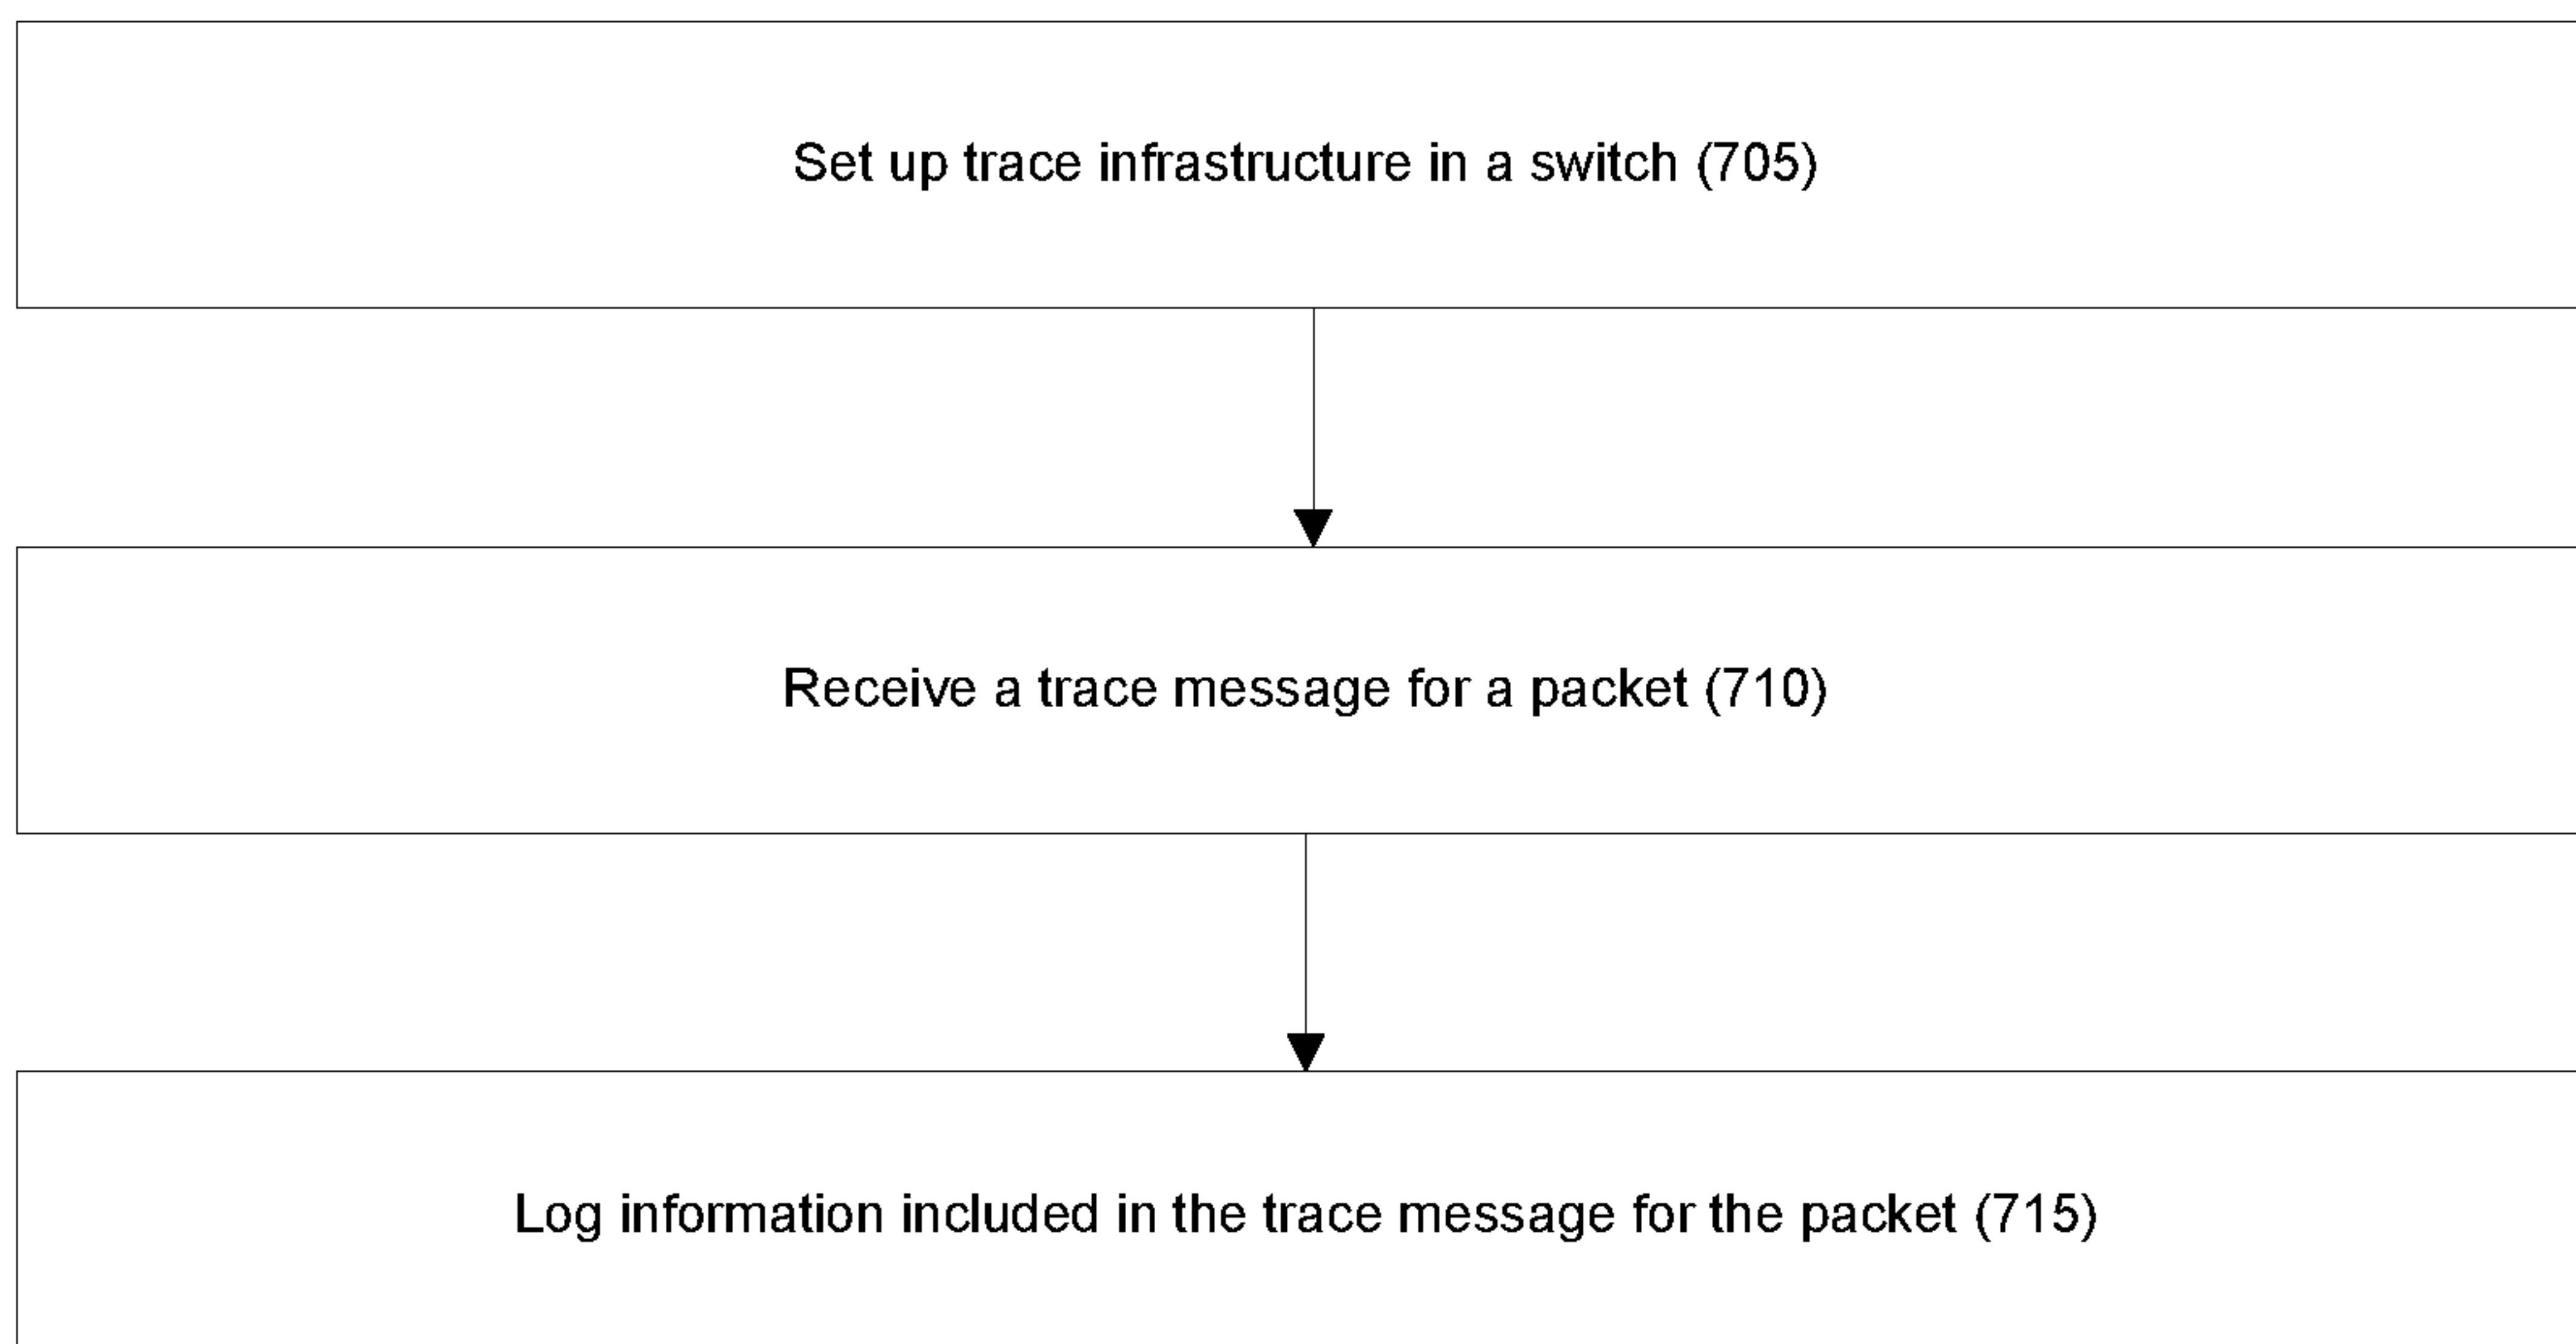 Set up trace infrastructure in a switch (705)
Receive a trace message for a packet (710)
Log information included in the trace message for the packet (715)